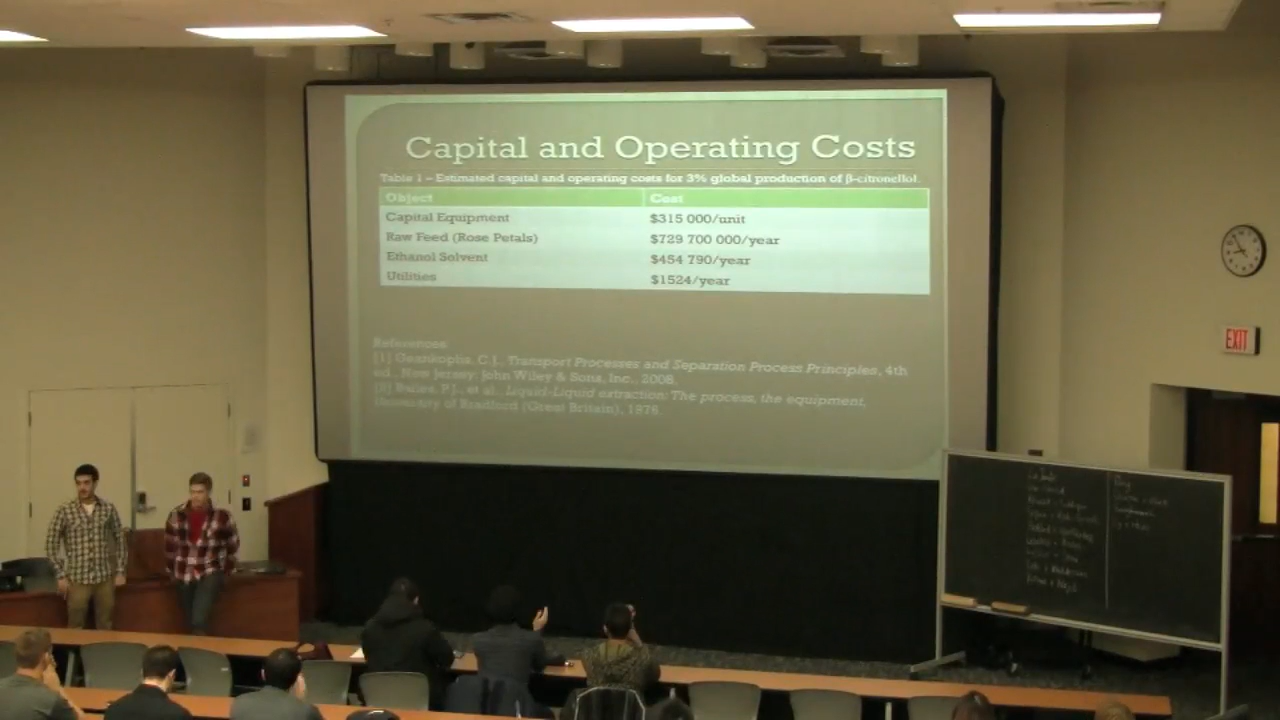 Capital and Operating Costs
Table 1 – Estimated capital and operating costs for 3% global production of β-citronellol.
Object Cost
Capital Equipment $315 000/unit
Raw Feed (Rose Petals) $729 700 000/year
Ethanol Solvent $454 790/year
Utilities $1524/year
References:
[1] Geankoplis, C.J., Transport Processes and Separation Process Principles, 4th
ed., New Jersey: John Wiley & Sons, Inc., 2008.
[2] Bailes, P.J., et al., Liquid-Liquid extraction: The process, the equipment,
University of Bradford (Great Britain), 1976.
EXIT